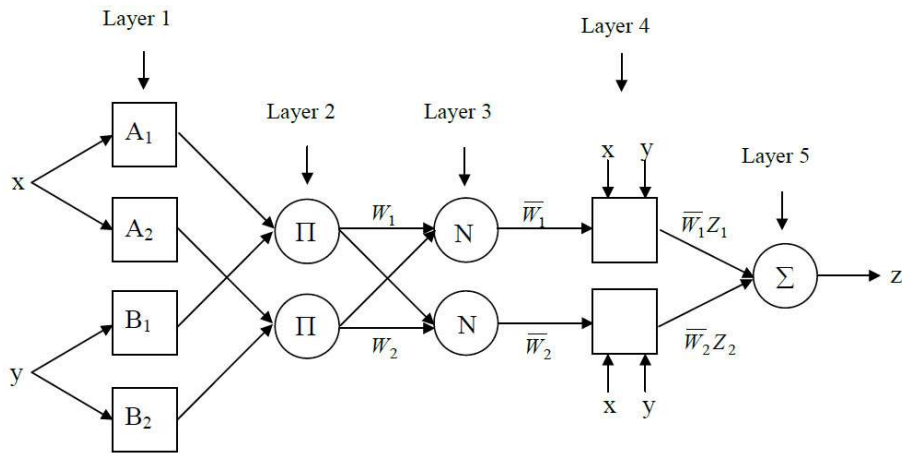 Layer 1
Layer 4
Layer 2
Layer 3
Layer 5
A₁
x
A₂
B₁
y
B₂
Π
Π
W₁
W₂
N
N
W̅₁
W̅₂
x y
x y
W̅₁Z₁
W̅₂Z₂
Σ
z